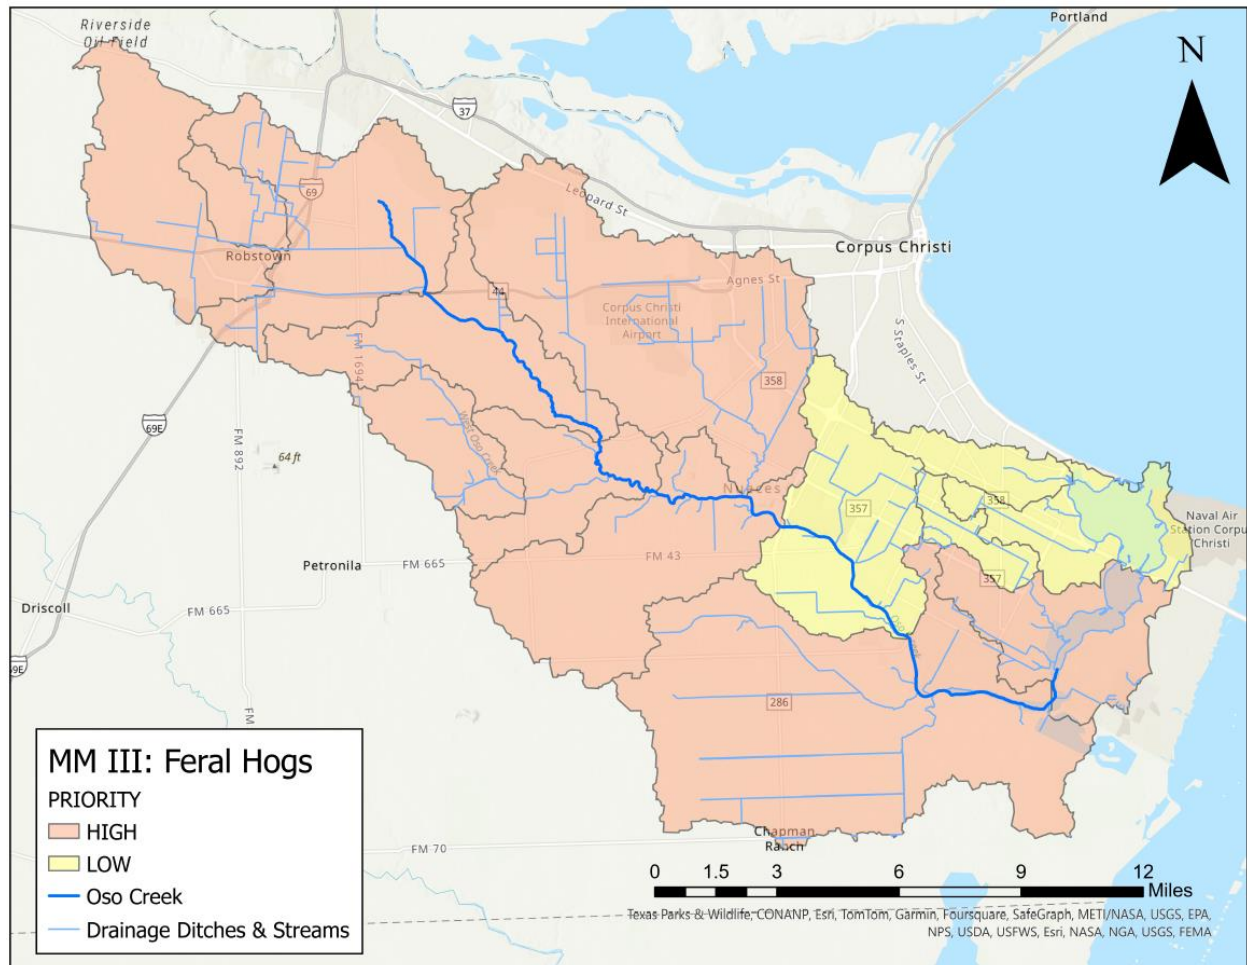 Riverside
Oil Field
Portland
N
37
Leopard St
69
Corpus Christi
Robstown
Agnes St
44
Corpus Christi
International
Airport
S Staples St
FM 1694
358
69E
FM 892
West Oso Creek
64 ft
Nueces
357
358
Naval Air
Station Corpu
Christi
FM 43
Petronila
FM 665
357
Driscoll
FM 665
69E
286
FM
MM III: Feral Hogs
PRIORITY
HIGH
LOW
Oso Creek
Drainage Ditches & Streams
Chapman
Ranch
FM 70
0 1.5 3 6 9 12
Miles
Texas Parks & Wildlife, CONANP, Esri, TomTom, Garmin, Foursquare, SafeGraph, METI/NASA, USGS, EPA,
NPS, USDA, USFWS, Esri, NASA, NGA, USGS, FEMA